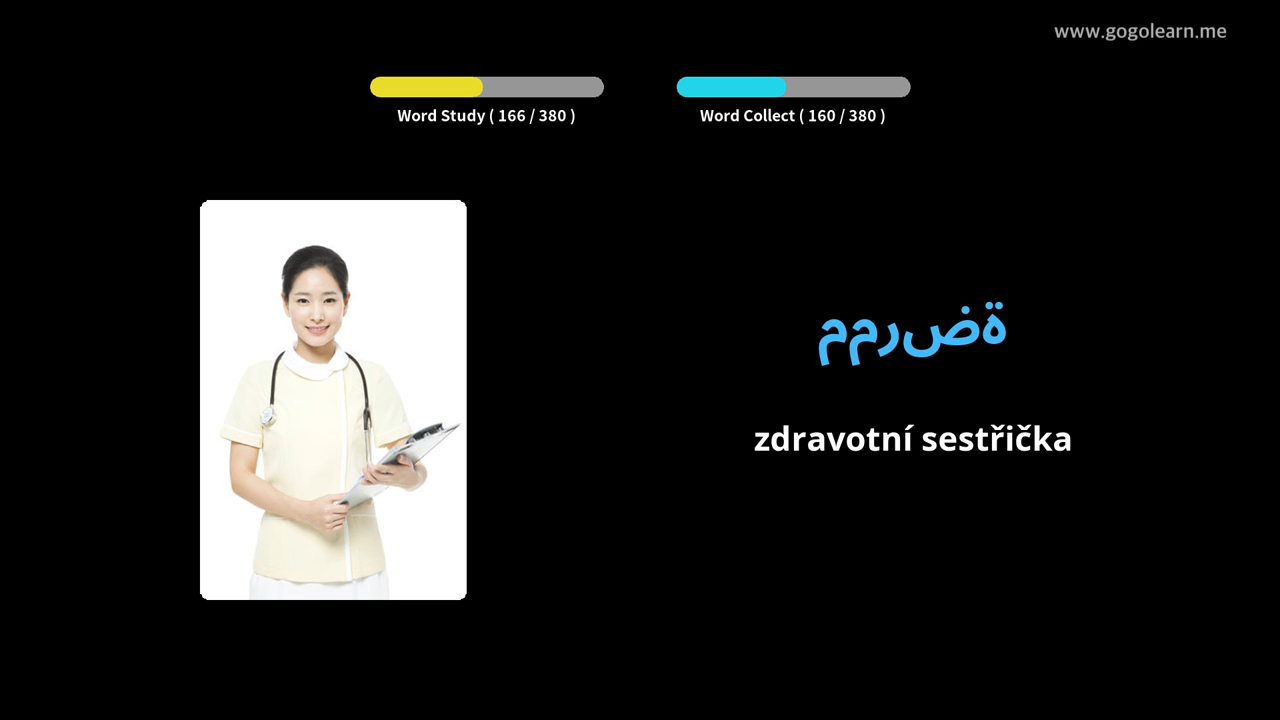 www.gogolearn.me
Word Study ( 166 / 380 )
Word Collect ( 160 / 380 )
ممرضة
zdravotní sestřička